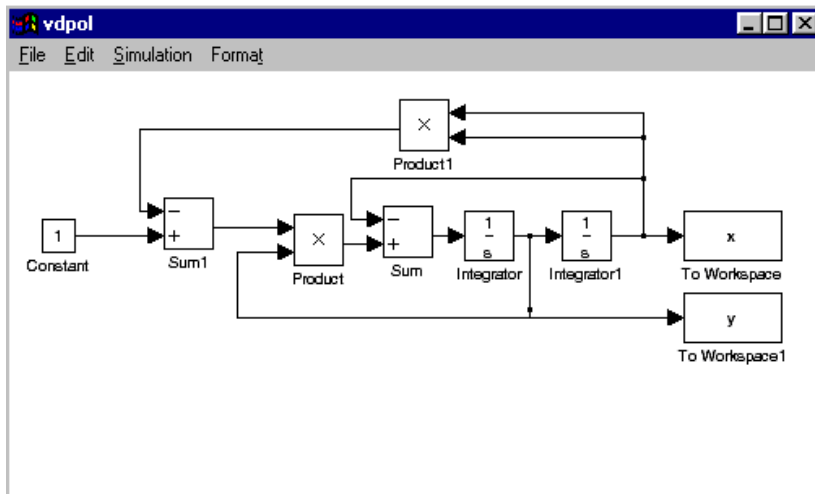 vdpol
File Edit Simulation Format
×
Product1
−
+
Sum1
1
Constant
×
Product
−
+
Sum
1
s
Integrator
1
s
Integrator1
x
To Workspace
y
To Workspace1